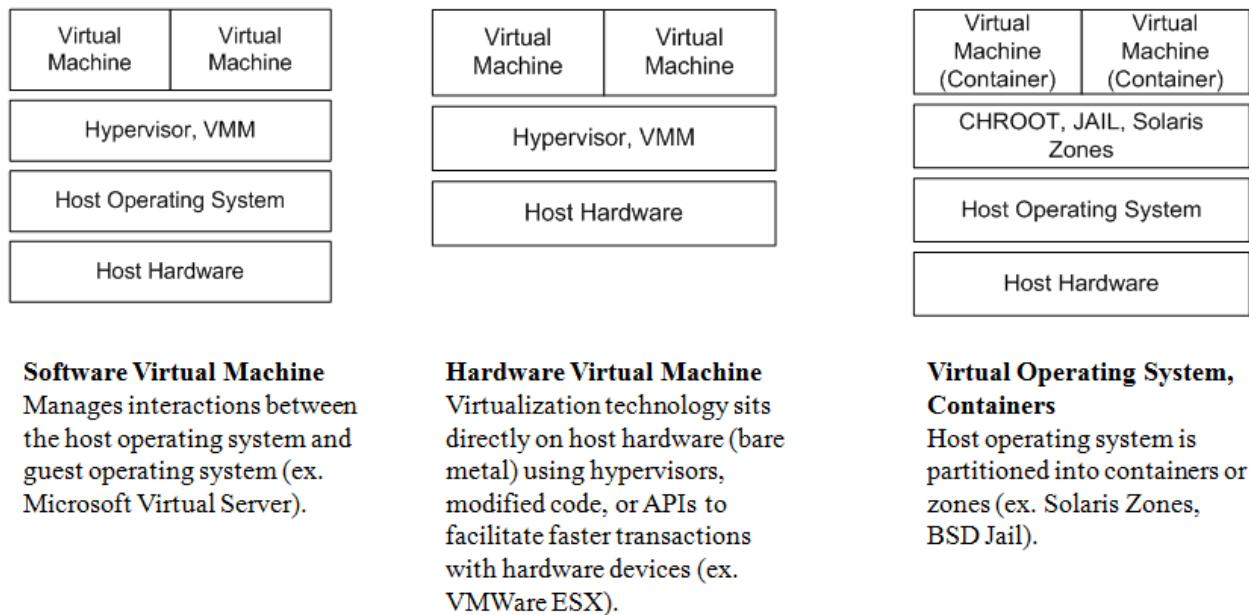 Virtual
Machine
Virtual
Machine
Hypervisor, VMM
Host Operating System
Host Hardware
Software Virtual Machine
Manages interactions between
the host operating system and
guest operating system (ex.
Microsoft Virtual Server).
Virtual
Machine
Virtual
Machine
Hypervisor, VMM
Host Hardware
Hardware Virtual Machine
Virtualization technology sits
directly on host hardware (bare
metal) using hypervisors,
modified code, or APIs to
facilitate faster transactions
with hardware devices (ex.
VMWare ESX).
Virtual
Machine
(Container)
Virtual
Machine
(Container)
CHROOT, JAIL, Solaris
Zones
Host Operating System
Host Hardware
Virtual Operating System,
Containers
Host operating system is
partitioned into containers or
zones (ex. Solaris Zones,
BSD Jail).